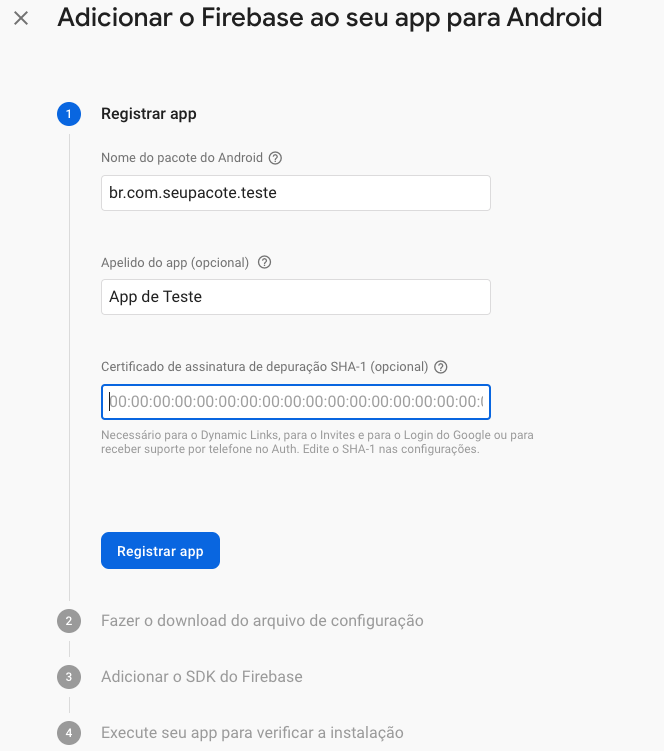 Adicionar o Firebase ao seu app para Android
1
Registrar app
Nome do pacote do Android
br.com.seupacote.teste
Apelido do app (opcional)
App de Teste
Certificado de assinatura de depuração SHA-1 (opcional)
00:00:00:00:00:00:00:00:00:00:00:00:00:00:00:00:00:
Necessário para o Dynamic Links, para o Invites e para o Login do Google ou para
receber suporte por telefone no Auth. Edite o SHA-1 nas configurações.
Registrar app
2
Fazer o download do arquivo de configuração
3
Adicionar o SDK do Firebase
4
Execute seu app para verificar a instalação